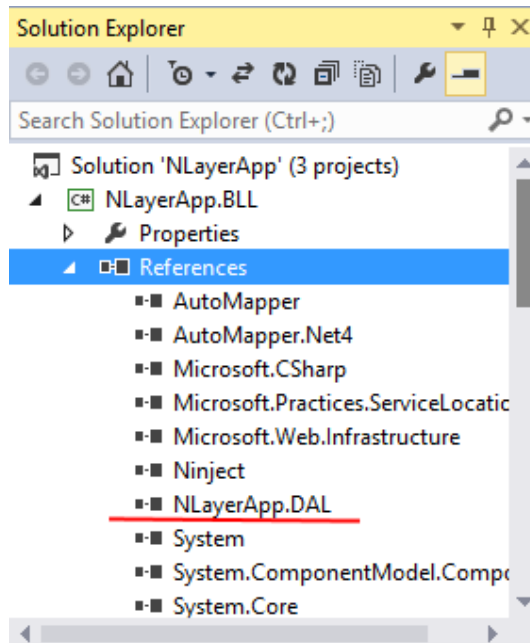 Solution Explorer
Search Solution Explorer (Ctrl+;)
Solution 'NLayerApp' (3 projects)
C# NLayerApp.BLL
Properties
References
AutoMapper
AutoMapper.Net4
Microsoft.CSharp
Microsoft.Practices.ServiceLocatic
Microsoft.Web.Infrastructure
Ninject
NLayerApp.DAL
System
System.ComponentModel.Compo
System.Core